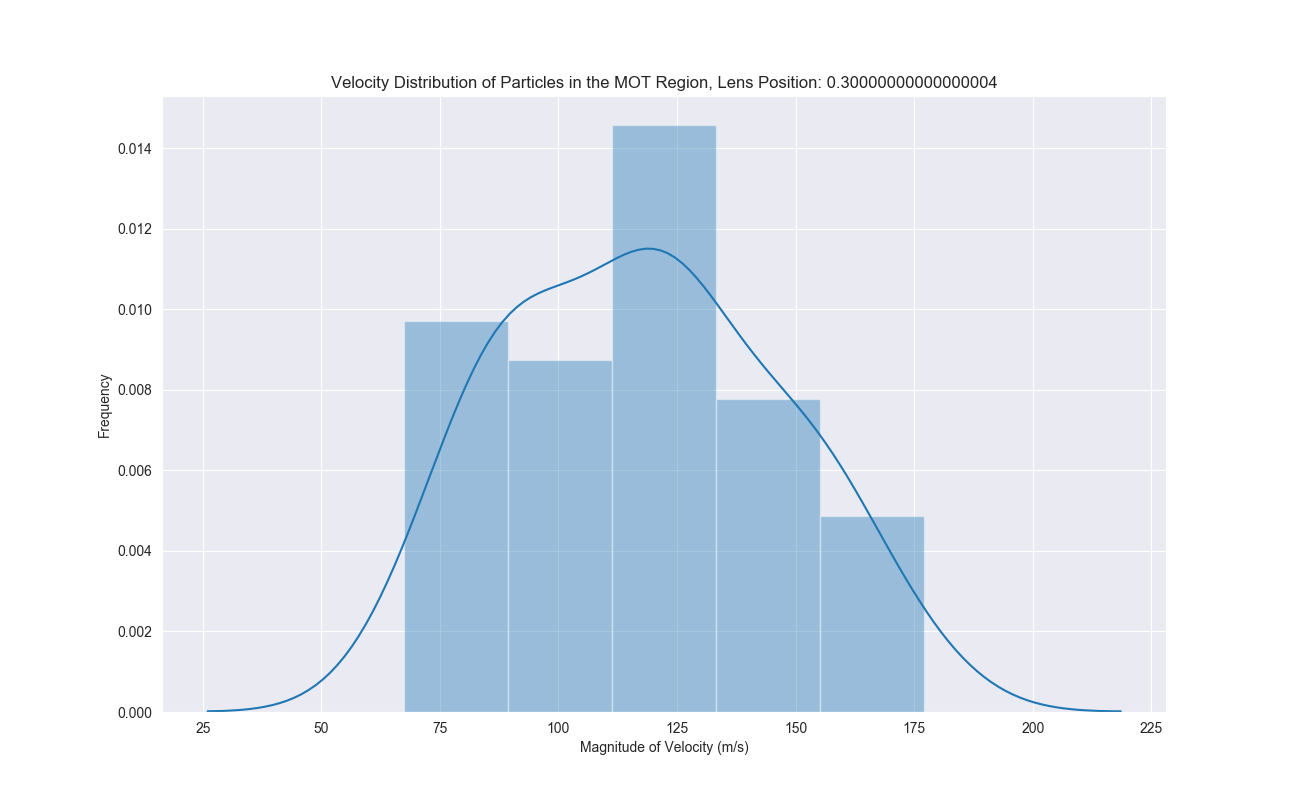 Velocity Distribution of Particles in the MOT Region, Lens Position: 0.30000000000000004
0.014
0.012
0.010
0.008
0.006
0.004
0.002
0.000
Frequency
25 50 75 100 125 150 175 200 225
Magnitude of Velocity (m/s)